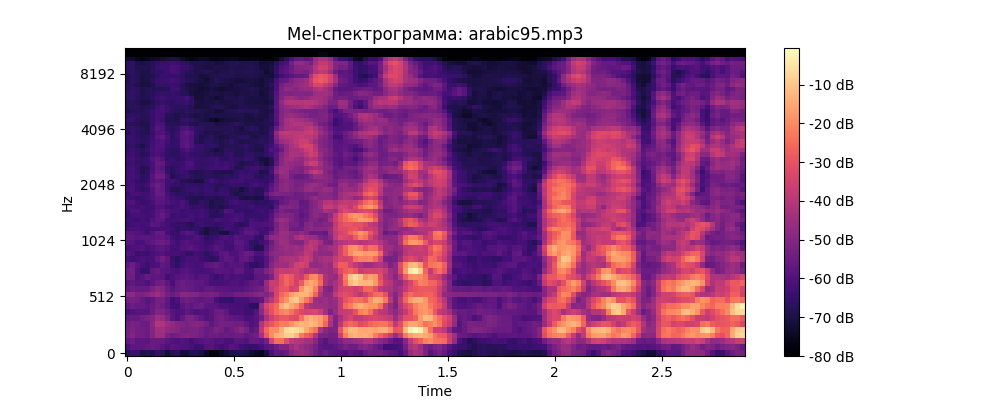 Mel-спектрограмма: arabic95.mp3
8192
4096
2048
1024
512
0
Hz
0 0.5 1 1.5 2 2.5
Time
-10 dB
-20 dB
-30 dB
-40 dB
-50 dB
-60 dB
-70 dB
-80 dB